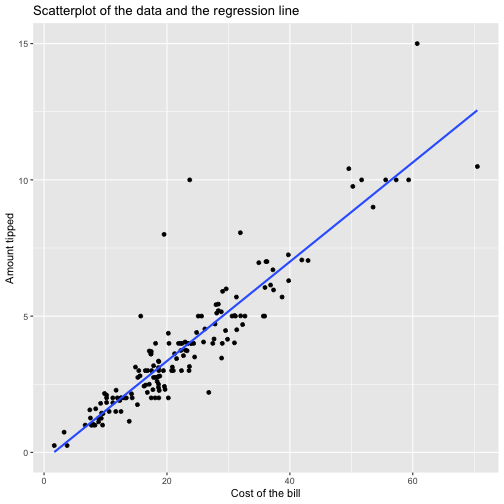 Scatterplot of the data and the regression line
15
10
5
0
Amount tipped
0 20 40 60
Cost of the bill